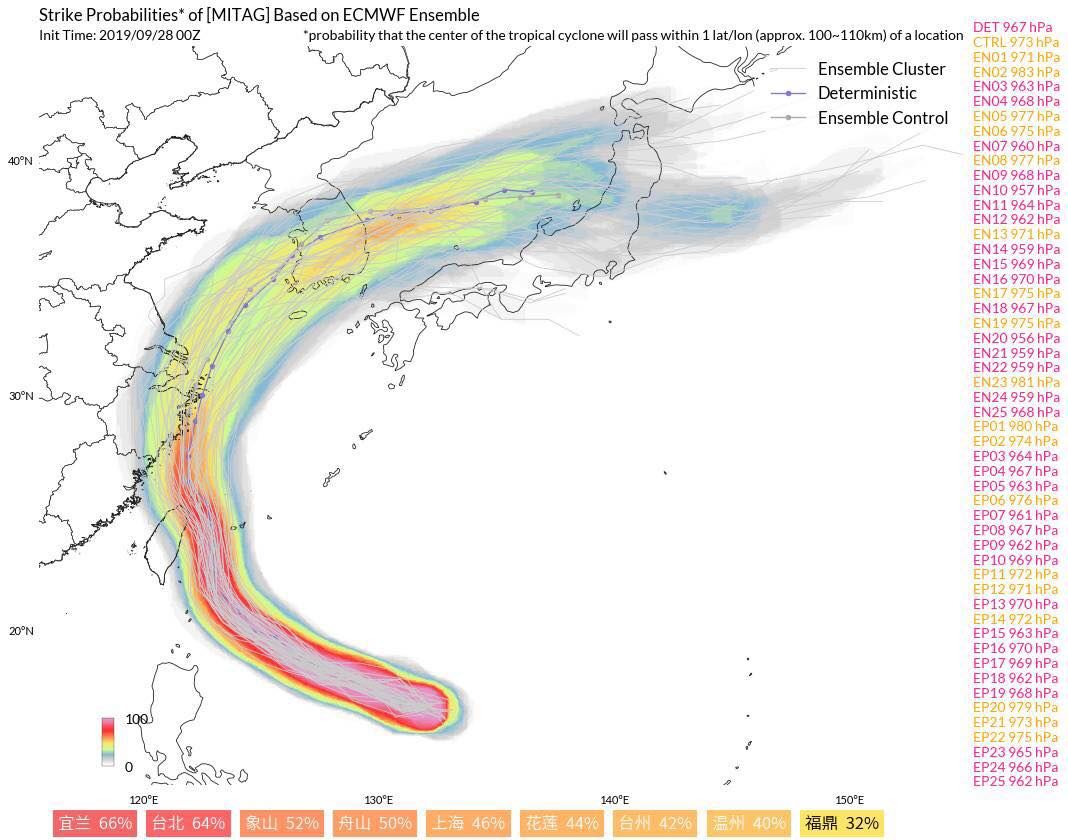 Strike Probabilities* of [MITAG] Based on ECMWF Ensemble
Init Time: 2019/09/28 00Z
*probability that the center of the tropical cyclone will pass within 1 lat/lon (approx. 100~110km) of a location
Ensemble Cluster
Deterministic
Ensemble Control
DET 967 hPa
CTRL 973 hPa
EN01 971 hPa
EN02 983 hPa
EN03 963 hPa
EN04 968 hPa
EN05 977 hPa
EN06 975 hPa
EN07 960 hPa
EN08 977 hPa
EN09 968 hPa
EN10 957 hPa
EN11 964 hPa
EN12 962 hPa
EN13 971 hPa
EN14 959 hPa
EN15 969 hPa
EN16 970 hPa
EN17 975 hPa
EN18 967 hPa
EN19 975 hPa
EN20 956 hPa
EN21 959 hPa
EN22 959 hPa
EN23 981 hPa
EN24 959 hPa
EN25 968 hPa
EP01 980 hPa
EP02 974 hPa
EP03 964 hPa
EP04 967 hPa
EP05 963 hPa
EP06 976 hPa
EP07 961 hPa
EP08 967 hPa
EP09 962 hPa
EP10 969 hPa
EP11 972 hPa
EP12 971 hPa
EP13 970 hPa
EP14 972 hPa
EP15 963 hPa
EP16 970 hPa
EP17 969 hPa
EP18 962 hPa
EP19 968 hPa
EP20 979 hPa
EP21 973 hPa
EP22 975 hPa
EP23 965 hPa
EP24 966 hPa
EP25 962 hPa
40°N
30°N
20°N
100
0
120°E 130°E 140°E 150°E
宜兰 66% 台北 64% 象山 52% 舟山 50% 上海 46% 花莲 44% 台州 42% 温州 40% 福鼎 32%